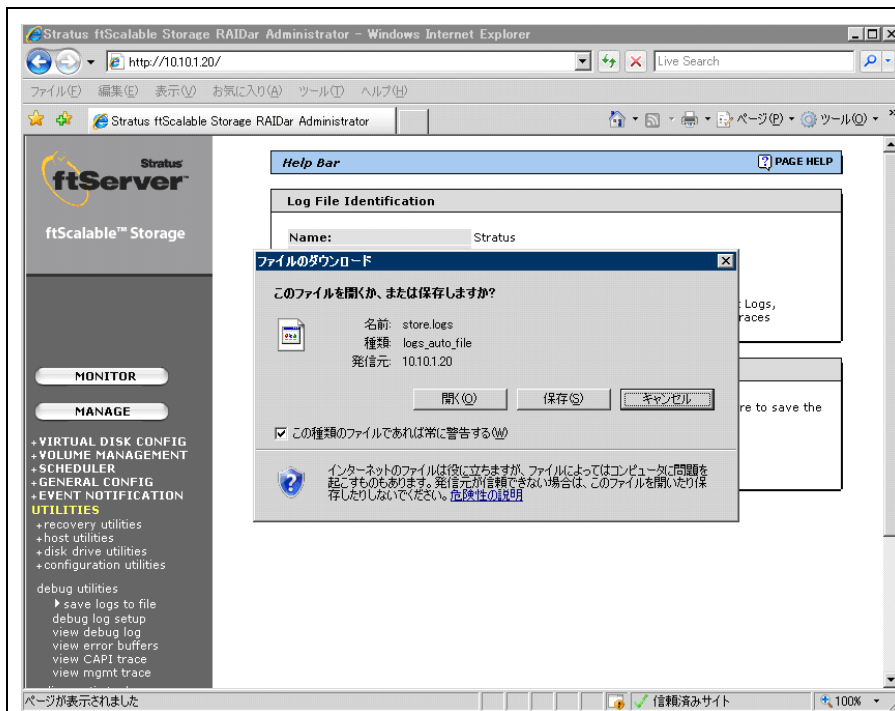 Stratus ftScalable Storage RAIDar Administrator - Windows Internet Explorer
http://10.10.1.20/
Live Search
ファイル(F) 編集(E) 表示(V) お気に入り(A) ツール(T) ヘルプ(H)
Stratus ftScalable Storage RAIDar Administrator
ページ(P) ツール(O)
Stratus
ftServer
ftScalable™ Storage
Help Bar
PAGE HELP
Log File Identification
Name: Stratus
ファイルのダウンロード
このファイルを開くか、または保存しますか?
名前: store.logs
種類: logs_auto_file
発信元: 10.10.1.20
開く(O) 保存(S) キャンセル
この種類のファイルであれば常に警告する(W)
インターネットのファイルは役に立ちますが、ファイルによってはコンピュータに問題を
起こすものもあります。発信元が信頼できない場合は、このファイルを開いたり保
存したりしないでください。危険性の説明
Logs,
races
re to save the
MONITOR
MANAGE
+VIRTUAL DISK CONFIG
+VOLUME MANAGEMENT
+SCHEDULER
+GENERAL CONFIG
+EVENT NOTIFICATION
UTILITIES
+recovery utilities
+host utilities
+disk drive utilities
+configuration utilities
debug utilities
save logs to file
debug log setup
view debug log
view error buffers
view CAPI trace
view mgmt trace
ページが表示されました
信頼済みサイト
100%